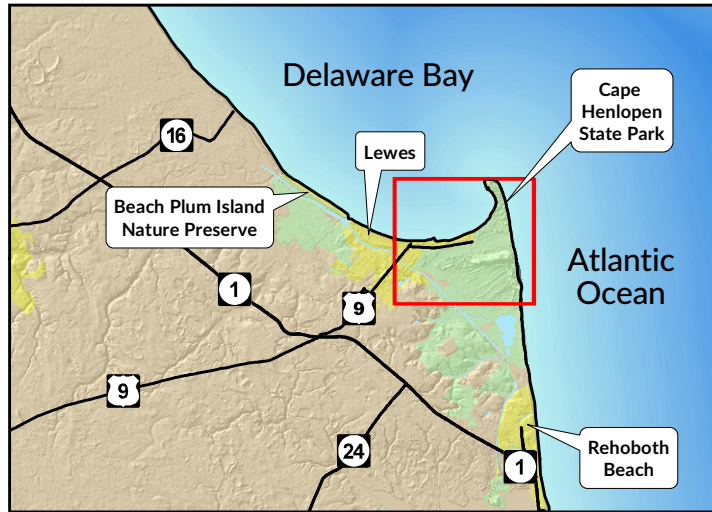 Delaware Bay
Cape
Henlopen
State Park
16
Lewes
Beach Plum Island
Nature Preserve
Atlantic
Ocean
1
9
9
24
1
Rehoboth
Beach